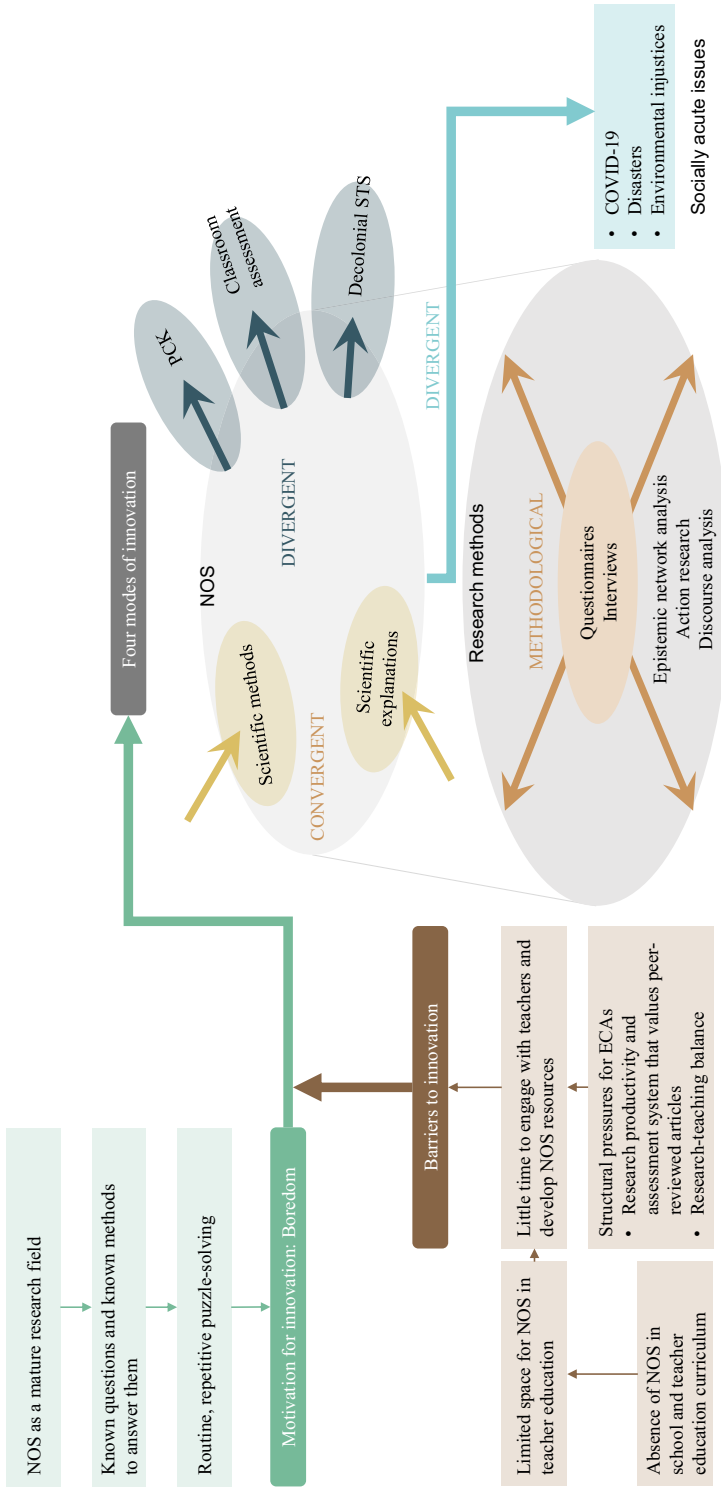 NOS as a mature research field
Known questions and known methods
to answer them
Routine, repetitive puzzle-solving
Motivation for innovation: Boredom
Barriers to innovation
Limited space for NOS in
teacher education
Little time to engage with teachers and
develop NOS resources
Absence of NOS in
school and teacher
education curriculum
Structural pressures for ECAs
• Research productivity and
assessment system that values peer-
reviewed articles
• Research-teaching balance
Four modes of innovation
NOS
Scientific methods
CONVERGENT
Scientific
explanations
DIVERGENT
PCK
Classroom
assessment
Decolonial STS
DIVERGENT
Research methods
METHODOLOGICAL
Questionnaires
Interviews
Epistemic network analysis
Action research
Discourse analysis
• COVID-19
• Disasters
• Environmental injustices
Socially acute issues